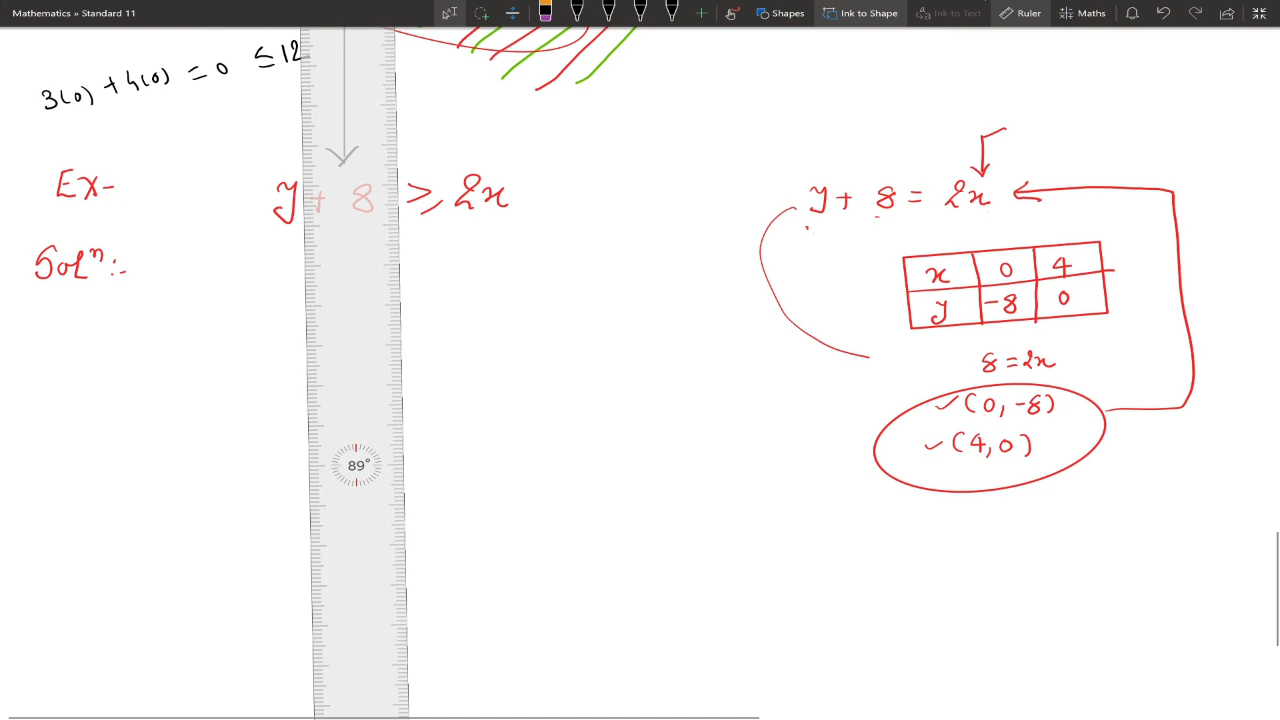 Mathematics » Standard 11
Shapes
Ink to Shape
Ink to Text
Ruler
3(0) + 4(0) = 0 ≤ 12
Ex-
y + 8 ≥ 2x
Solⁿ:-
89°
y + 8 = 2x
x 0 4
y -8 0
8 = 2x
✓(0, -8)
✓(4, 0)